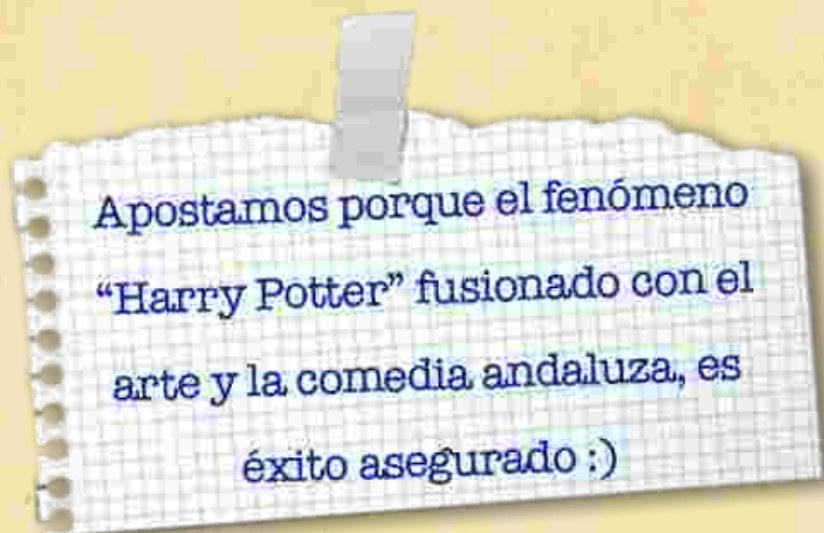 Apostamos porque el fenómeno
“Harry Potter” fusionado con el
arte y la comedia andaluza, es
éxito asegurado :)